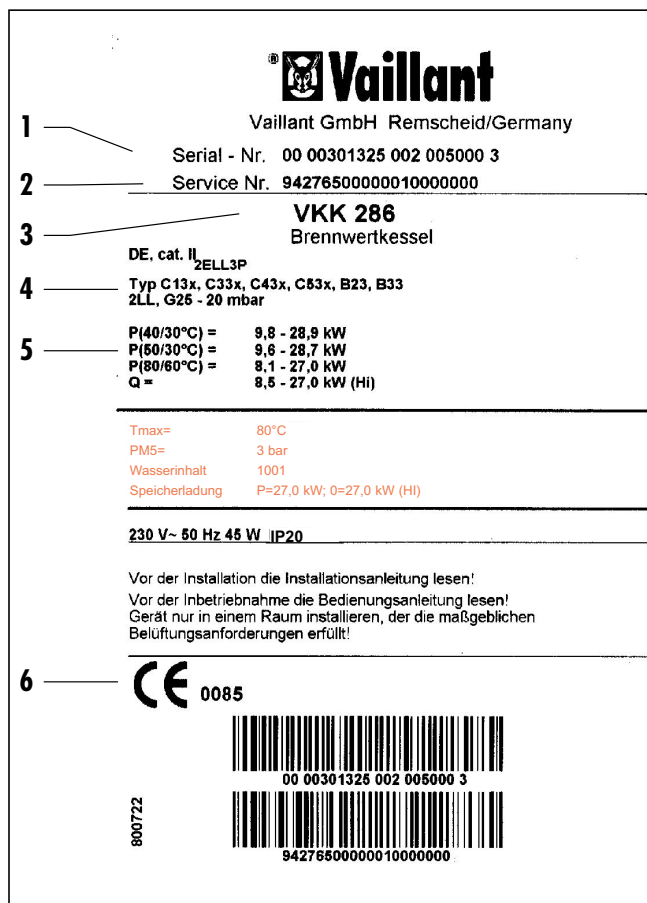 ® Vaillant
Vaillant GmbH Remscheid/Germany
1
Serial - Nr. 00 00301325 002 005000 3
2
Service Nr. 94276500000010000000
3
VKK 286
Brennwertkessel
DE, cat. II2ELL3P
4
Typ C13x, C33x, C43x, C53x, B23, B33
2LL, G25 - 20 mbar
P(40/30°C) = 9,8 - 28,9 kW
5
P(50/30°C) = 9,6 - 28,7 kW
P(80/60°C) = 8,1 - 27,0 kW
Q = 8,5 - 27,0 kW (Hi)
Tmax= 80°C
PM5= 3 bar
Wasserinhalt 1001
Speicherladung P=27,0 kW; 0=27,0 kW (HI)
230 V~ 50 Hz 45 W IP20
Vor der Installation die Installationsanleitung lesen!
Vor der Inbetriebnahme die Bedienungsanleitung lesen!
Gerät nur in einem Raum installieren, der die maßgeblichen
Belüftungsanforderungen erfüllt!
6
CE 0085
00 00301325 002 005000 3
800722
94276500000010000000